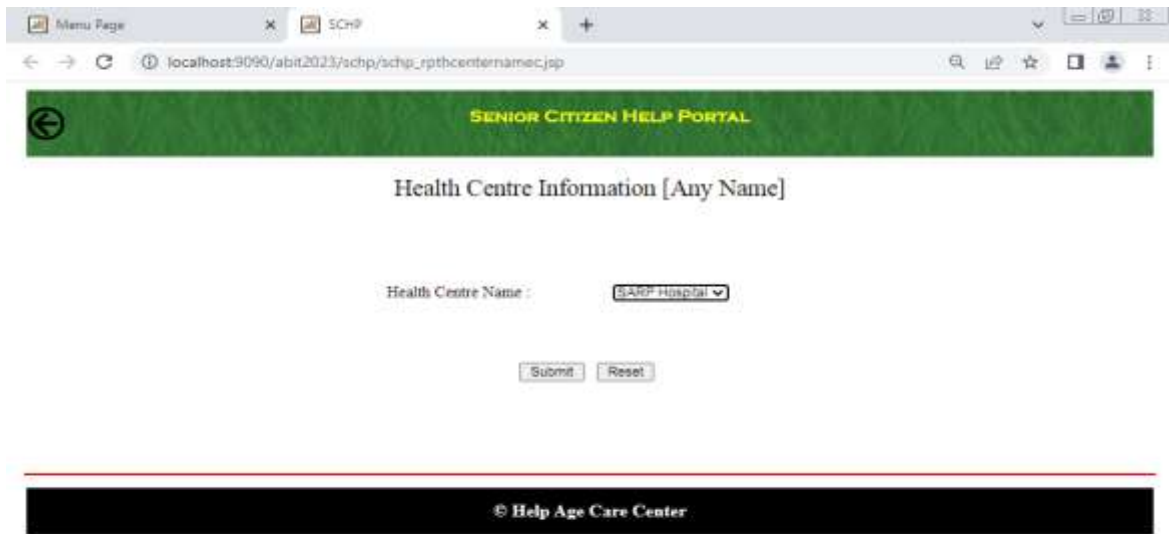 Menu Page
SCHP
localhost:9090/abit2023/schp/schp_rpthcenternamec.jsp
SENIOR CITIZEN HELP PORTAL
Health Centre Information [Any Name]
Health Centre Name :
SARP Hospital
Submit
Reset
© Help Age Care Center